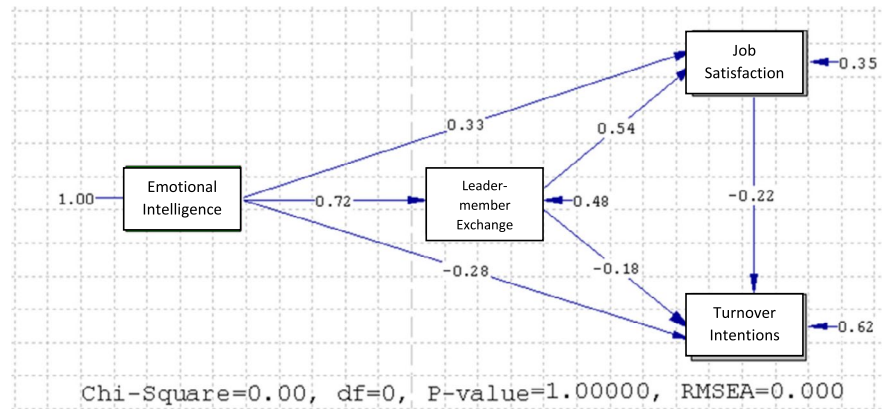 Job
Satisfaction
0.35
0.33
0.54
1.00
Emotional
Intelligence
0.72
Leader-
member
Exchange
0.48
-0.22
-0.28
-0.18
Turnover
Intentions
0.62
Chi-Square=0.00, df=0, P-value=1.00000, RMSEA=0.000